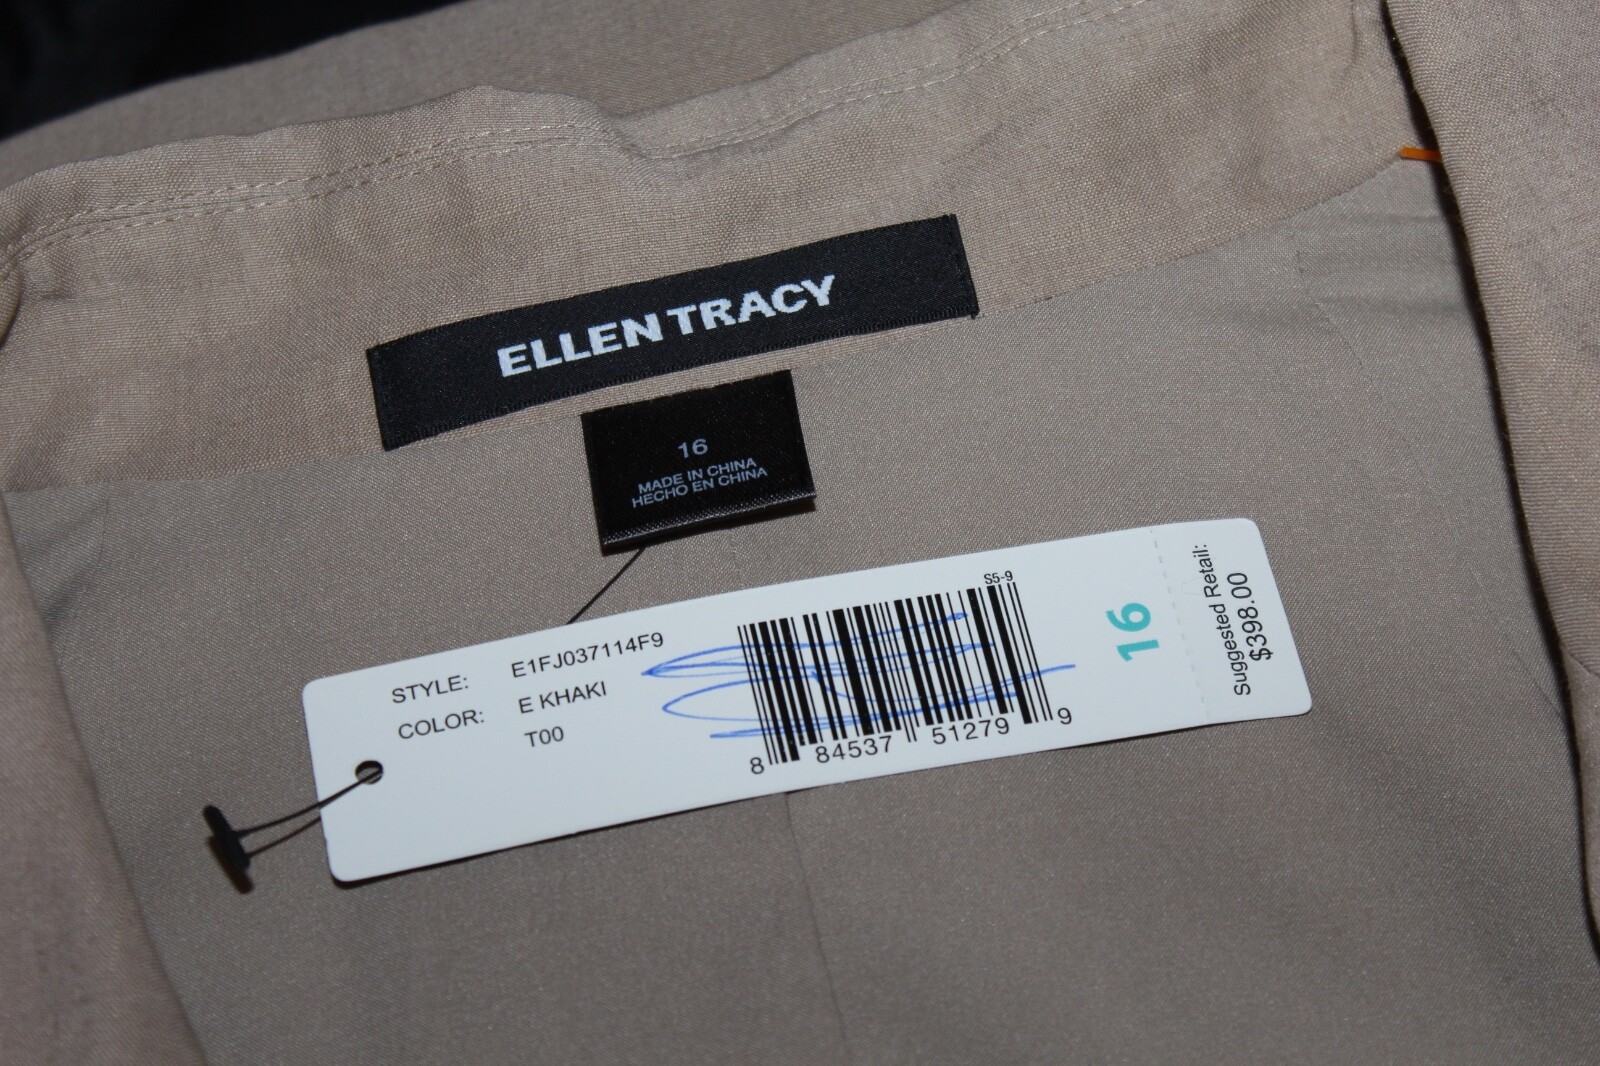 ELLEN TRACY
16
MADE IN CHINA
HECHO EN CHINA
STYLE: E1FJ037114F9
COLOR: E KHAKI
T00
S5-9
8 84537 51279 9
16
Suggested Retail:
$398.00